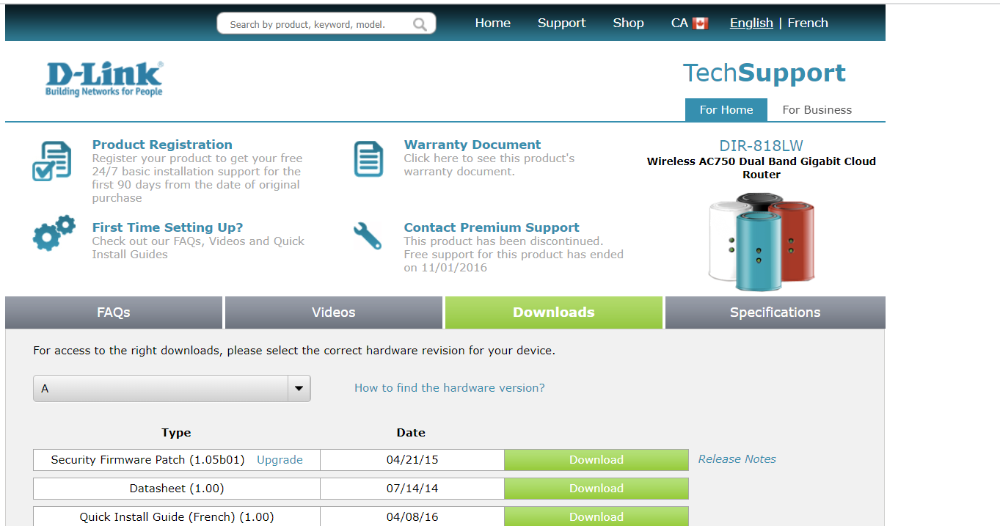 Search by product, keyword, model.
Home Support Shop CA English | French
D-Link®
Building Networks for People
TechSupport
For Home For Business
Product Registration
Register your product to get your free
24/7 basic installation support for the
first 90 days from the date of original
purchase
Warranty Document
Click here to see this product's
warranty document.
DIR-818LW
Wireless AC750 Dual Band Gigabit Cloud
Router
First Time Setting Up?
Check out our FAQs, Videos and Quick
Install Guides
Contact Premium Support
This product has been discontinued.
Free support for this product has ended
on 11/01/2016
FAQs Videos Downloads Specifications
For access to the right downloads, please select the correct hardware revision for your device.
A How to find the hardware version?
Type Date
Security Firmware Patch (1.05b01) Upgrade 04/21/15 Download Release Notes
Datasheet (1.00) 07/14/14 Download
Quick Install Guide (French) (1.00) 04/08/16 Download